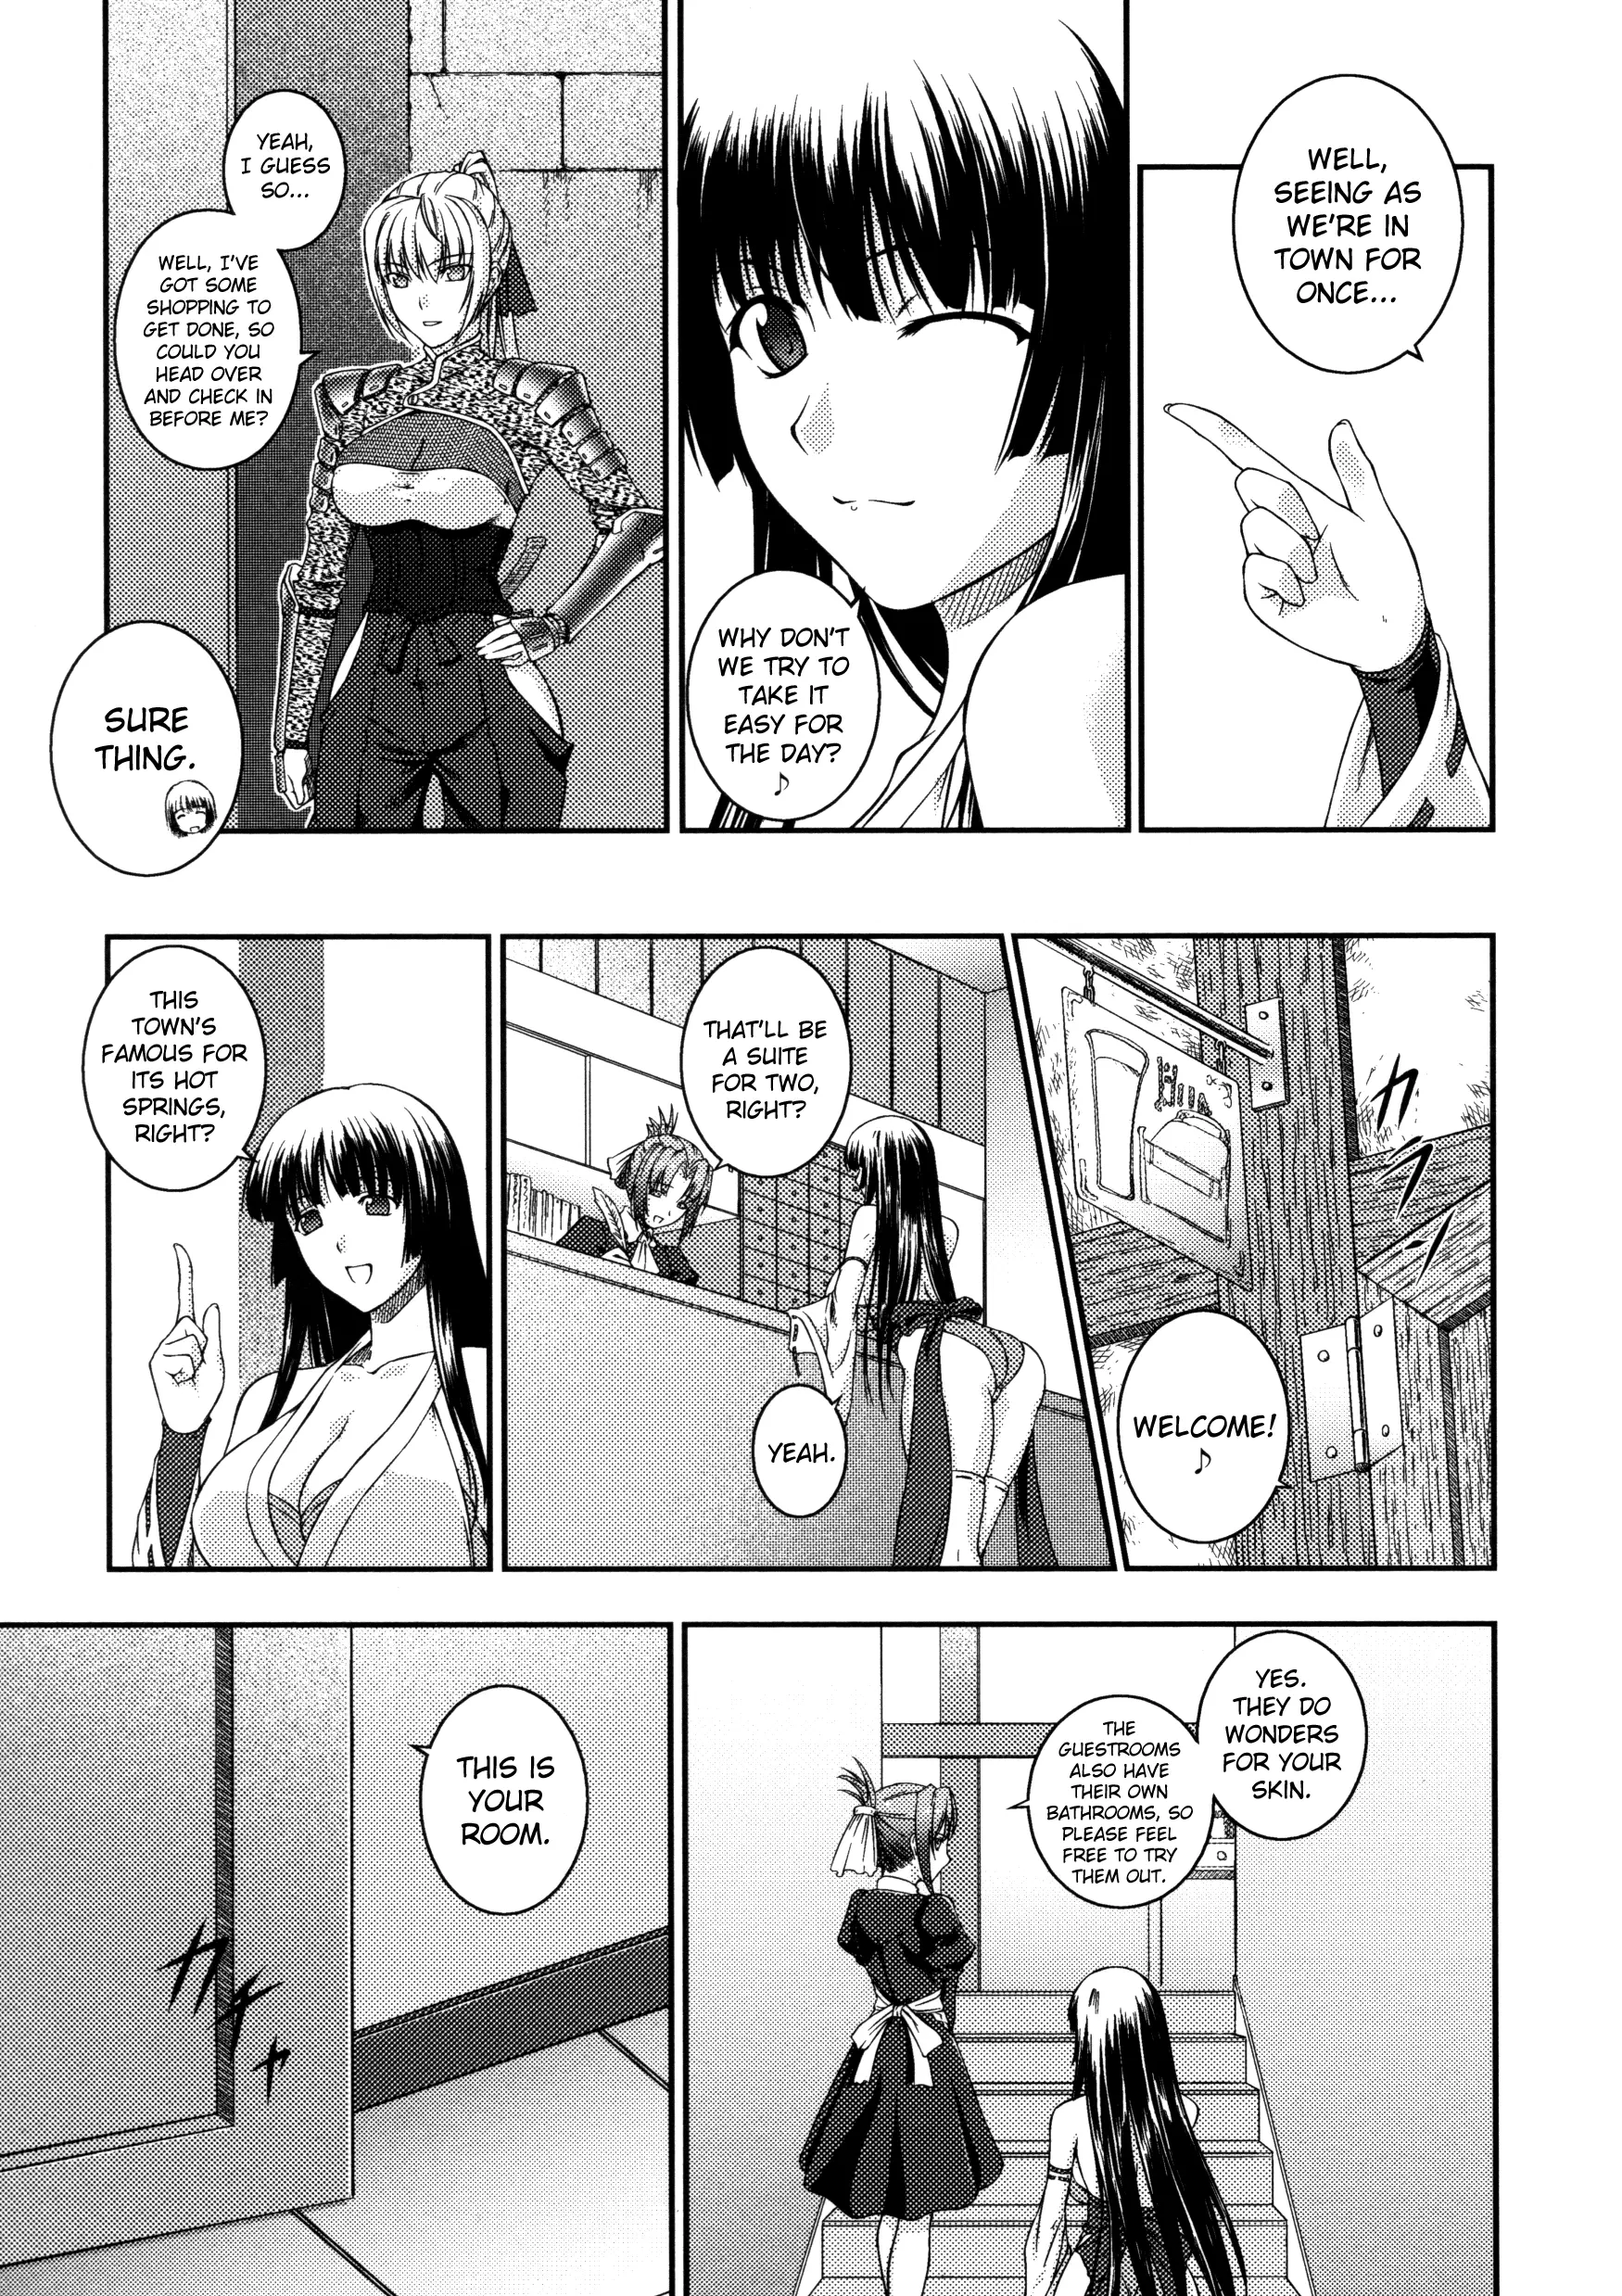 WELL,
SEEING AS
WE'RE IN
TOWN FOR
ONCE...
WHY DON'T
WE TRY TO
TAKE IT
EASY FOR
THE DAY?
♪
YEAH,
I GUESS
SO...
WELL, I'VE
GOT SOME
SHOPPING TO
GET DONE, SO
COULD YOU
HEAD OVER
AND CHECK IN
BEFORE ME?
SURE
THING.
カ
WELCOME!
♪
THAT'LL BE
A SUITE
FOR TWO,
RIGHT?
YEAH.
THIS
TOWN'S
FAMOUS FOR
ITS HOT
SPRINGS,
RIGHT?
YES.
THEY DO
WONDERS
FOR YOUR
SKIN.
THE
GUESTROOMS
ALSO HAVE
THEIR OWN
BATHROOMS, SO
PLEASE FEEL
FREE TO TRY
THEM OUT.
THIS IS
YOUR
ROOM.
ガチャ